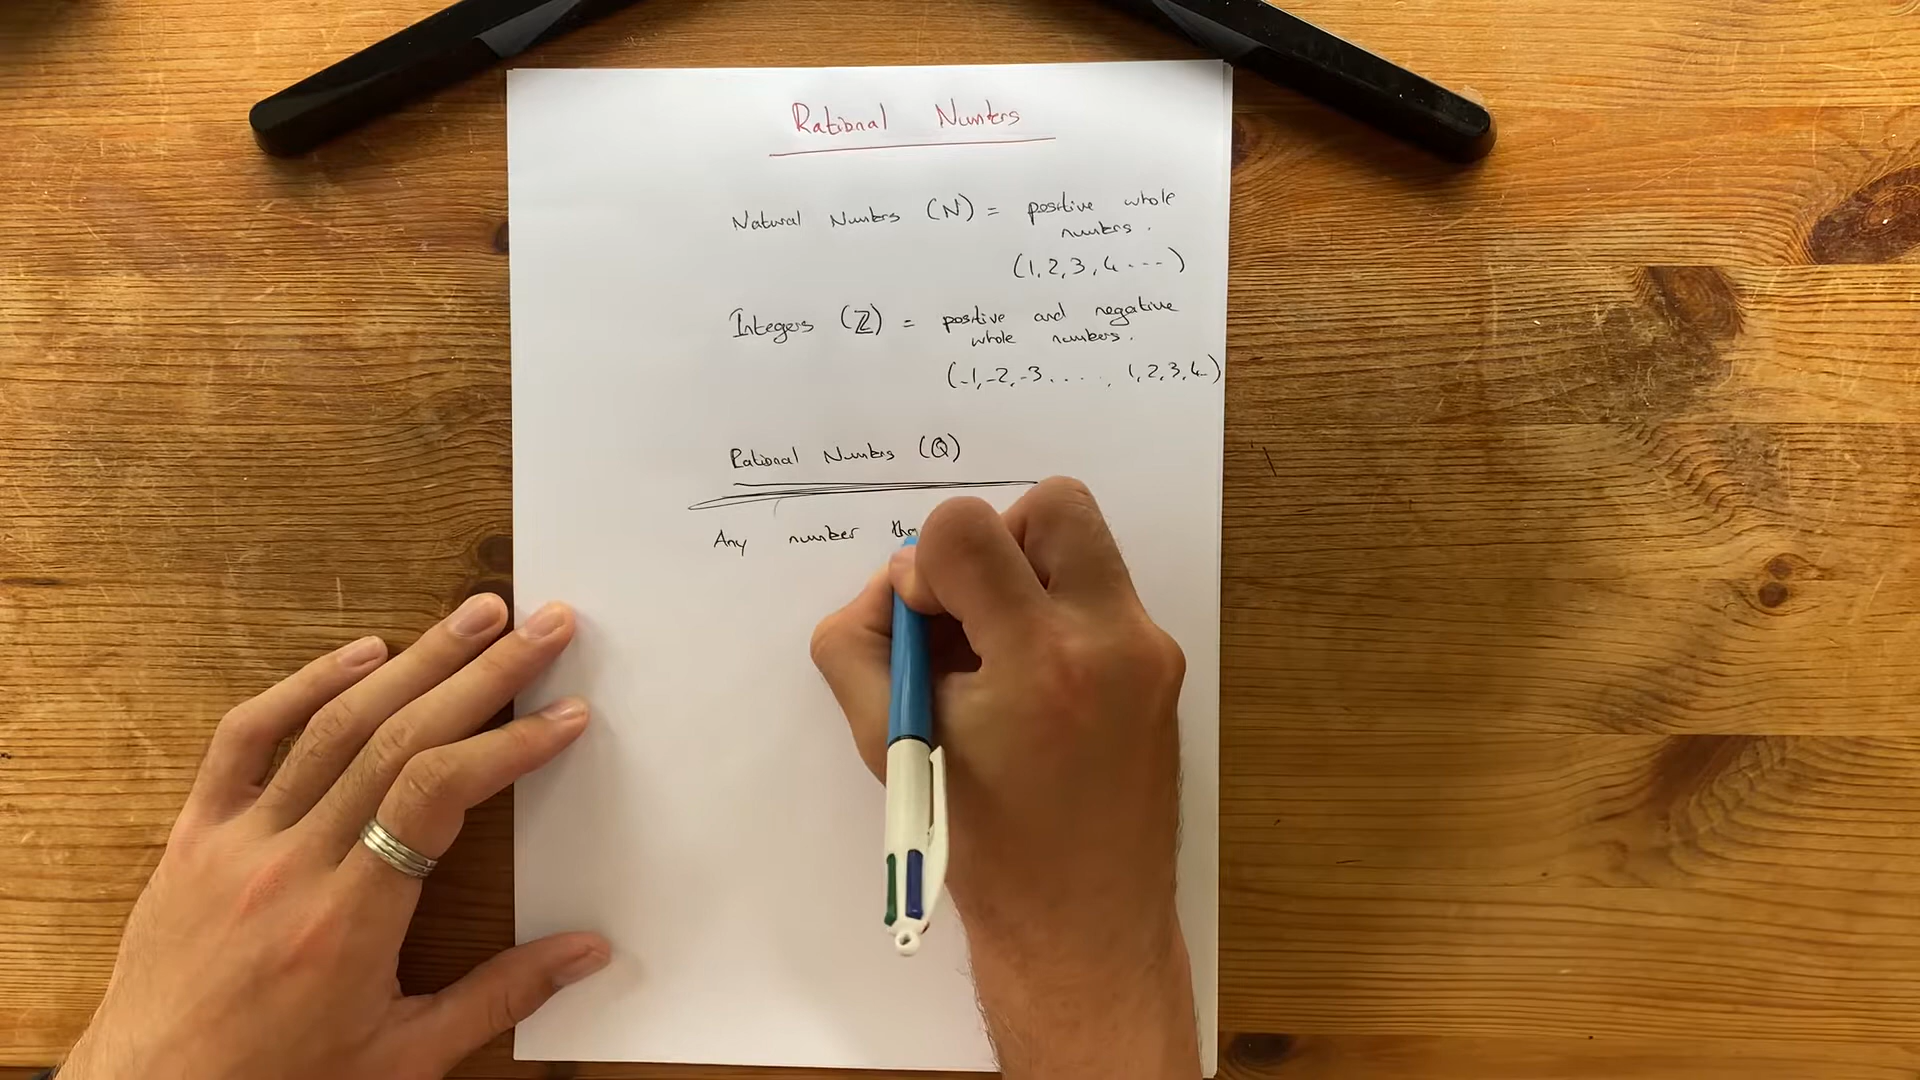 Rational Numbers
Natural Numbers (N) = positive whole
numbers.
(1, 2, 3, 4 ....)
Integers (ℤ) = positive and negative
whole numbers.
(-1, -2, -3 ....., 1, 2, 3, 4)
Rational Numbers (Q)
Any number